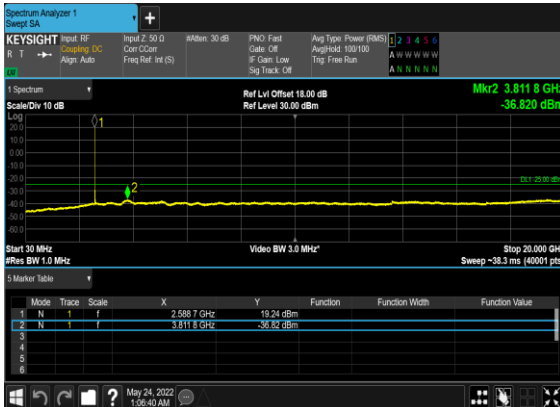 Spectrum Analyzer 1
Swept SA
+
KEYSIGHT Input: RF Input Z: 50 Ω #Atten: 30 dB PNO: Fast Avg Type: Power (RMS) 1 2 3 4 5 6
R T Coupling: DC Corr CCorr Gate: Off Avg|Hold: 100/100 A W W W W W
Align: Auto Freq Ref: Int (S) IF Gain: Low Trig: Free Run
Sig Track: Off A N N N N N
LXI
1 Spectrum Ref Lvl Offset 18.00 dB Mkr2 3.811 8 GHz
Scale/Div 10 dB Ref Level 30.00 dBm -36.820 dBm
Log
20.0
10.0
0.00
-10.0
-20.0
-30.0
-40.0
-50.0
-60.0
1
2
DL1 -25.00 dBm
Start 30 MHz Video BW 3.0 MHz* Stop 20.000 GHz
#Res BW 1.0 MHz Sweep ~38.3 ms (40001 pts)
5 Marker Table
Mode Trace Scale X Y Function Function Width Function Value
1 N 1 f 2.588 7 GHz 19.24 dBm
2 N 1 f 3.811 8 GHz -36.82 dBm
3
4
5
6
? May 24, 2022
1:06:40 AM